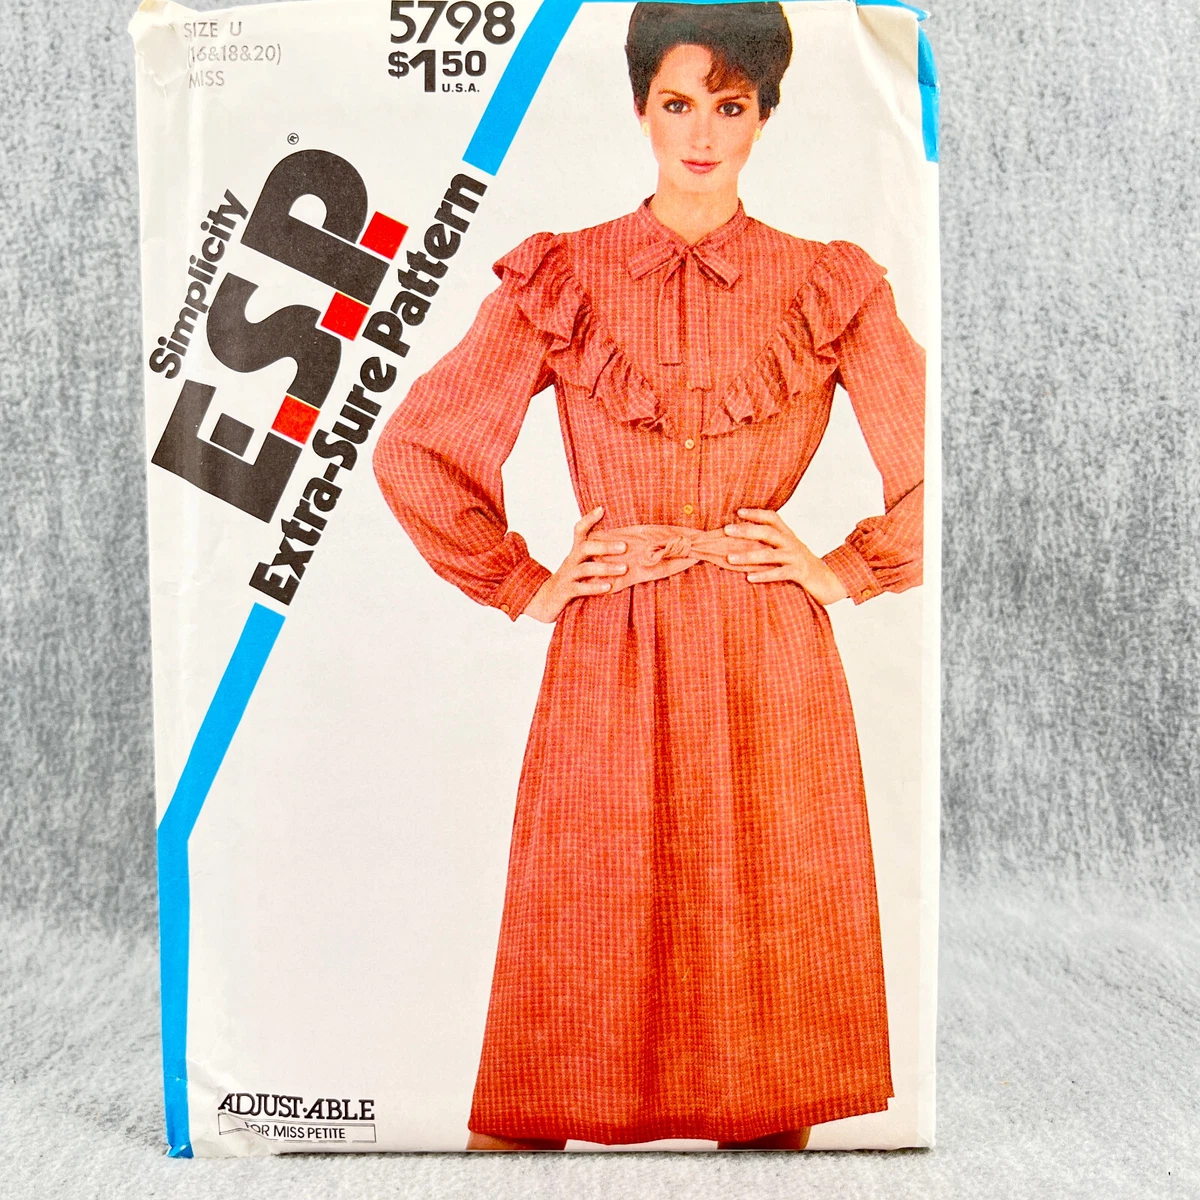 SIZE U
(16&18&20)
MISS
5798
$1.50
U.S.A.
Simplicity
E.S.P.®
Extra-Sure Pattern
ADJUST·ABLE
FOR MISS PETITE